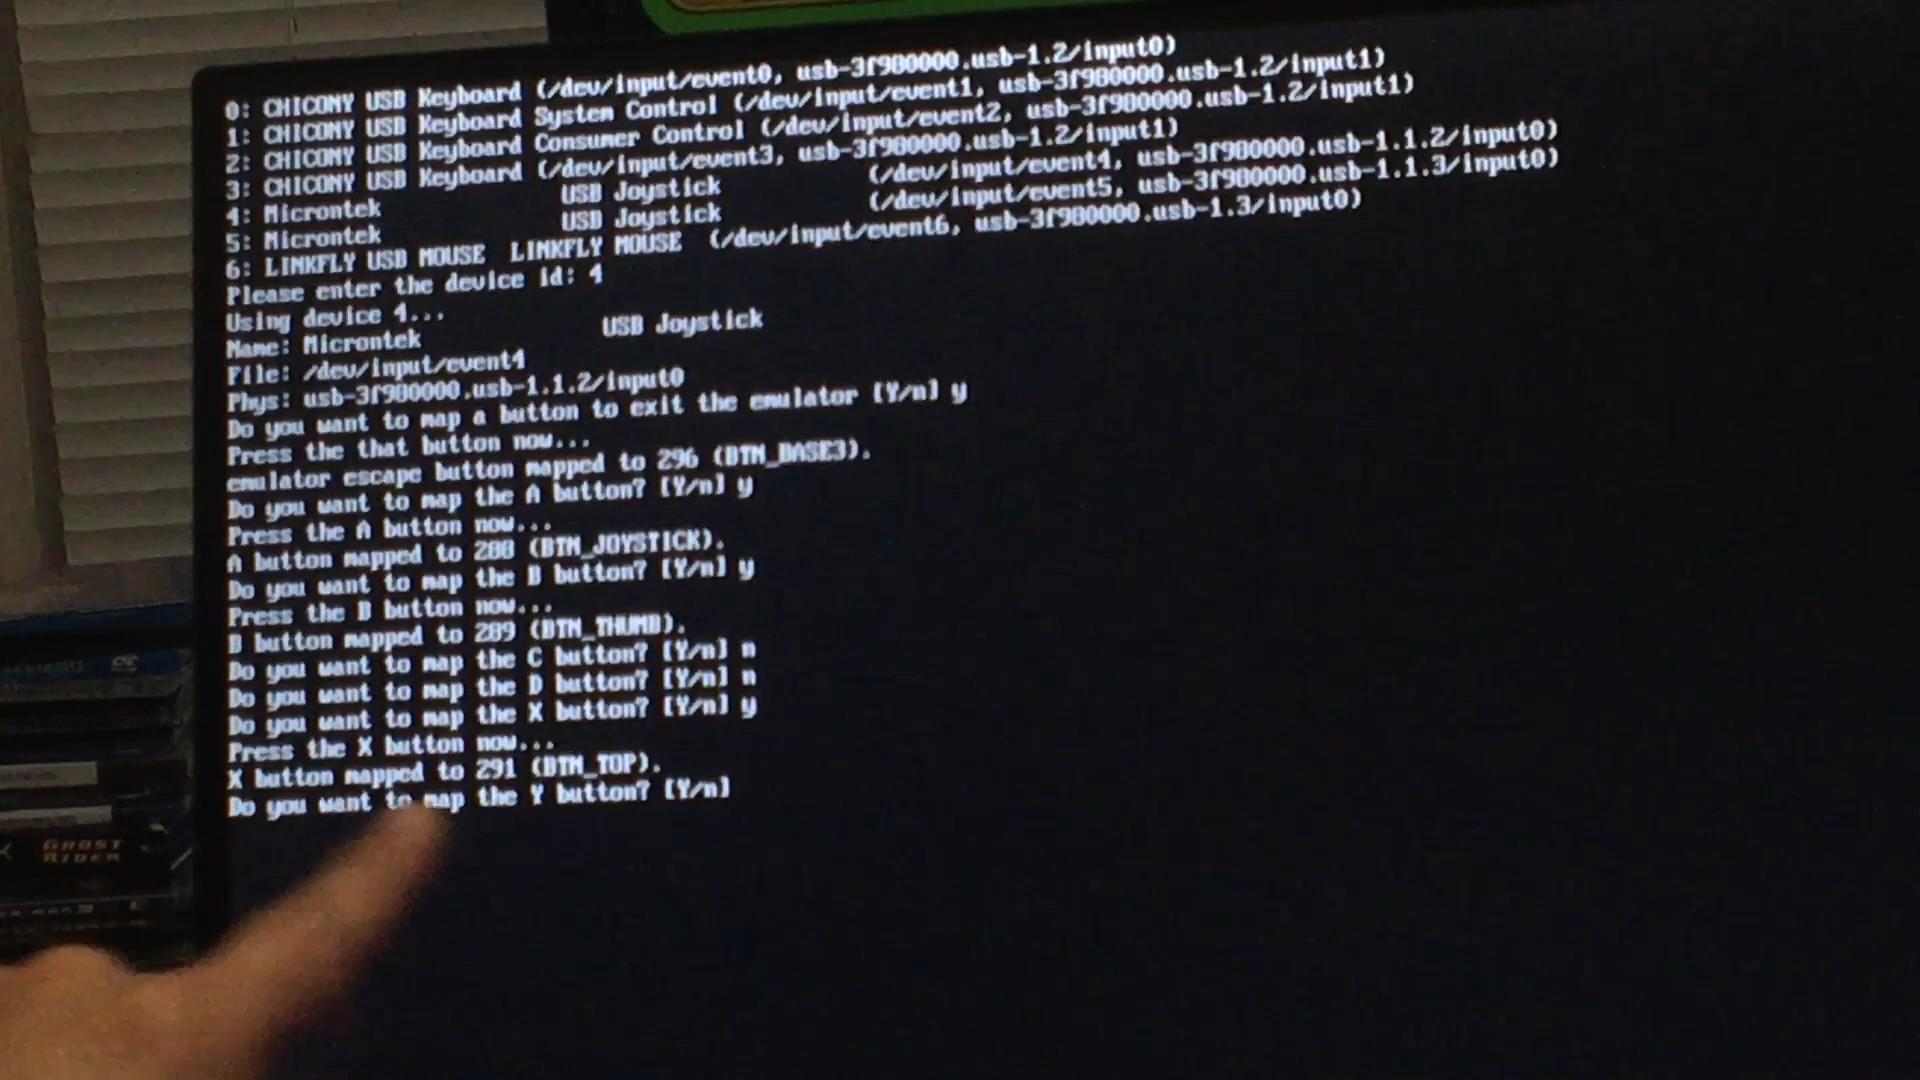 0: CHICONY USB Keyboard (/dev/input/event0, usb-3f980000.usb-1.2/input0)
1: CHICONY USB Keyboard System Control (/dev/input/event1, usb-3f980000.usb-1.2/input1)
2: CHICONY USB Keyboard Consumer Control (/dev/input/event2, usb-3f980000.usb-1.2/input1)
3: CHICONY USB Keyboard (/dev/input/event3, usb-3f980000.usb-1.2/input1)
4: Microntek USB Joystick (/dev/input/event4, usb-3f980000.usb-1.1.2/input0)
5: Microntek USB Joystick (/dev/input/event5, usb-3f980000.usb-1.1.3/input0)
6: LINKFLY USB MOUSE LINKFLY MOUSE (/dev/input/event6, usb-3f980000.usb-1.3/input0)
Please enter the device id: 4
Using device 4...
Name: Microntek USB Joystick
File: /dev/input/event4
Phys: usb-3f980000.usb-1.1.2/input0
Do you want to map a button to exit the emulator [Y/n] y
Press the that button now...
emulator escape button mapped to 296 (BTN_BASE3).
Do you want to map the A button? [Y/n] y
Press the A button now...
A button mapped to 288 (BTN_JOYSTICK).
Do you want to map the B button? [Y/n] y
Press the B button now...
B button mapped to 289 (BTN_THUMB).
Do you want to map the C button? [Y/n] n
Do you want to map the D button? [Y/n] n
Do you want to map the X button? [Y/n] y
Press the X button now...
X button mapped to 291 (BTN_TOP).
Do you want to map the Y button? [Y/n]
GHOST
RIDER